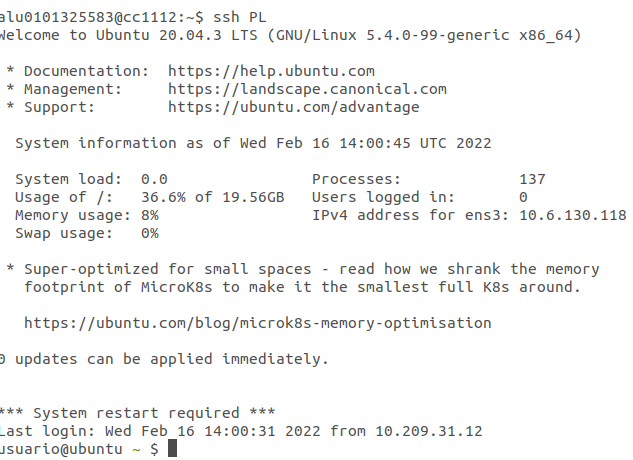 alu0101325583@cc1112:~$ ssh PL
Welcome to Ubuntu 20.04.3 LTS (GNU/Linux 5.4.0-99-generic x86_64)
* Documentation:  https://help.ubuntu.com
* Management:     https://landscape.canonical.com
* Support:        https://ubuntu.com/advantage
System information as of Wed Feb 16 14:00:45 UTC 2022
System load:  0.0                Processes:             137
Usage of /:   36.6% of 19.56GB   Users logged in:       0
Memory usage: 8%                 IPv4 address for ens3: 10.6.130.118
Swap usage:   0%
* Super-optimized for small spaces - read how we shrank the memory
footprint of MicroK8s to make it the smallest full K8s around.
https://ubuntu.com/blog/microk8s-memory-optimisation
0 updates can be applied immediately.
*** System restart required ***
Last login: Wed Feb 16 14:00:31 2022 from 10.209.31.12
usuario@ubuntu ~ $